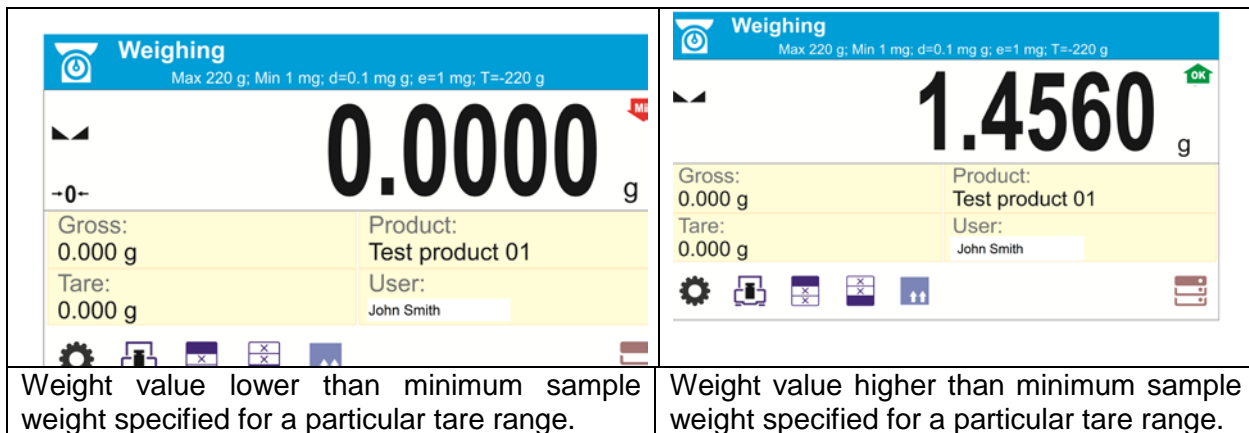 Weighing
Max 220 g; Min 1 mg; d=0.1 mg g; e=1 mg; T=-220 g
0.0000
g
→0←
Gross:
0.000 g
Product:
Test product 01
Tare:
0.000 g
User:
John Smith
Weighing
Max 220 g; Min 1 mg; d=0.1 mg g; e=1 mg; T=-220 g
OK
1.4560
g
Gross:
0.000 g
Product:
Test product 01
Tare:
0.000 g
User:
John Smith
Weight value lower than minimum sample
weight specified for a particular tare range.
Weight value higher than minimum sample
weight specified for a particular tare range.